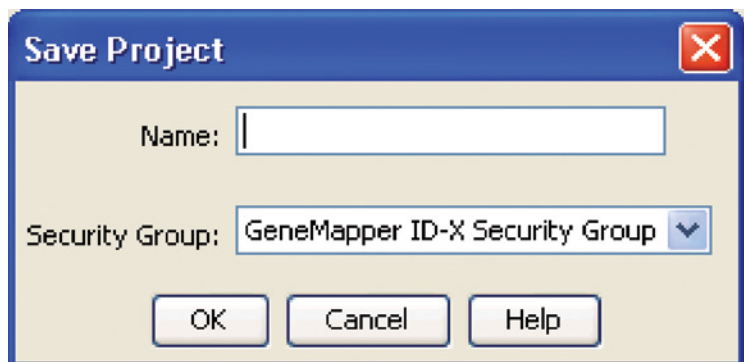 Save Project
Name:
Security Group: GeneMapper ID-X Security Group
OK Cancel Help